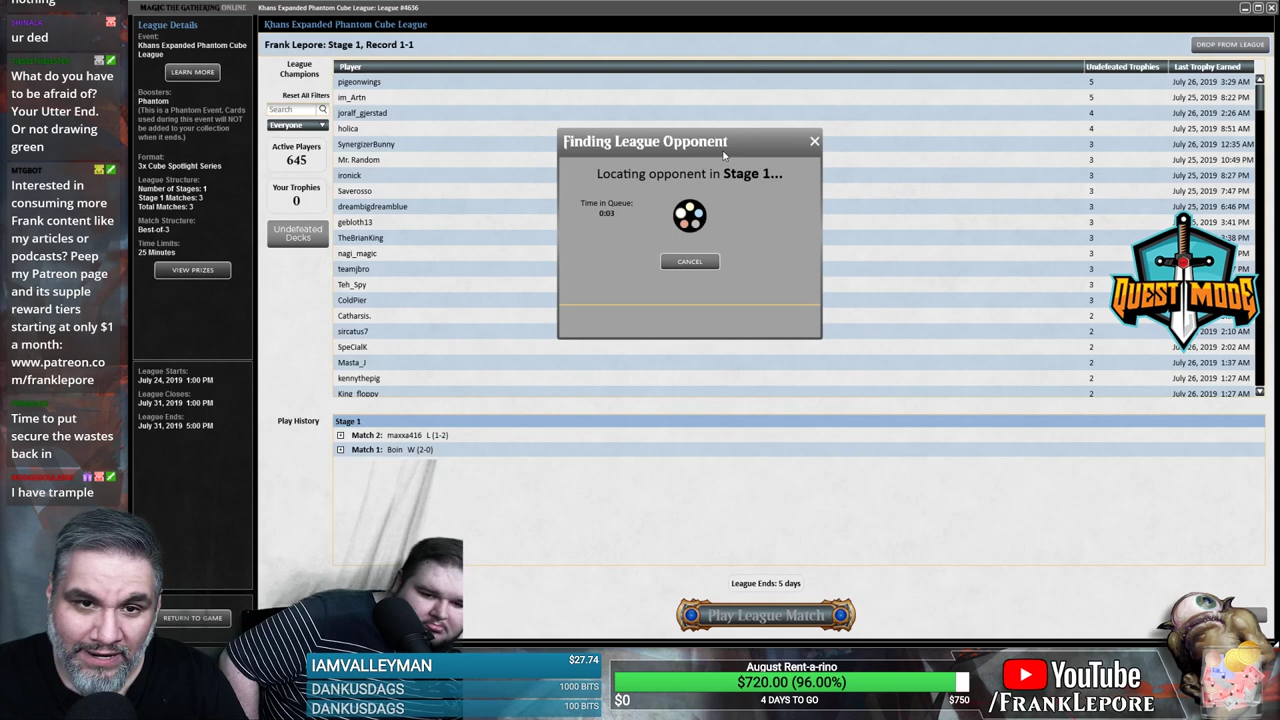 nothing
SHINALA
ur ded
What do you have
to be afraid of?
Your Utter End.
Or not drawing
green
MTGBOT
Interested in
consuming more
Frank content like
my articles or
podcasts? Peep
my Patreon page
and its supple
reward tiers
starting at only $1
a month:
www.patreon.co
m/franklepore
Time to put
secure the wastes
back in
I have trample
MAGIC THE GATHERING ONLINE
Khans Expanded Phantom Cube League: League #4636
League Details
Event:
Khans Expanded Phantom Cube
League
LEARN MORE
Boosters:
Phantom
(This is a Phantom Event. Cards
used during this event will NOT
be added to your collection
when it ends.)
Format:
3x Cube Spotlight Series
League Structure:
Number of Stages: 1
Stage 1 Matches: 3
Total Matches: 3
Match Structure:
Best-of-3
Time Limits:
25 Minutes
VIEW PRIZES
League Starts:
July 24, 2019 1:00 PM
League Closes:
July 31, 2019 1:00 PM
League Ends:
July 31, 2019 5:00 PM
RETURN TO GAME
Khans Expanded Phantom Cube League
Frank Lepore: Stage 1, Record 1-1
DROP FROM LEAGUE
League
Champions
Reset All Filters
Search
Everyone
Active Players
645
Your Trophies
0
Undefeated
Decks
Player Undefeated Trophies Last Trophy Earned
pigeonwings 5 July 26, 2019 3:29 AM
im_Artn 5 July 25, 2019 8:22 PM
joralf_gjerstad 4 July 26, 2019 2:26 AM
holica 4 July 25, 2019 8:51 AM
SynergizerBunny 3 July 26, 2019 12:35 AM
Mr. Random 3 July 25, 2019 10:49 PM
ironick 3 July 25, 2019 8:27 PM
Saverosso 3 July 25, 2019 7:47 PM
dreambigdreamblue 3 July 25, 2019 6:46 PM
gebloth13 3 3:41 PM
TheBrianKing 3 3:38 PM
nagi_magic 3 PM
teamjbro 3
Teh_Spy 3
ColdPier 3
Catharsis. 2
sircatus7 2 2:10 AM
SpeCialK 2 July 26, 2019 2:02 AM
Masta_J 2 July 26, 2019 1:37 AM
kennythepig 2 July 26, 2019 1:27 AM
King_floppy 2 July 26, 2019 1:27 AM
Finding League Opponent
Locating opponent in Stage 1...
Time in Queue:
0:03
CANCEL
QUEST MODE
Play History
Stage 1
Match 2: maxxa416 L (1-2)
Match 1: Boin W (2-0)
League Ends: 5 days
Play League Match
IAMVALLEYMAN $27.74
DANKUSDAGS 1000 BITS
DANKUSDAGS 100 BITS
August Rent-a-rino
$720.00 (96.00%)
$0 4 DAYS TO GO $750
YouTube
/FRANKLEPORE